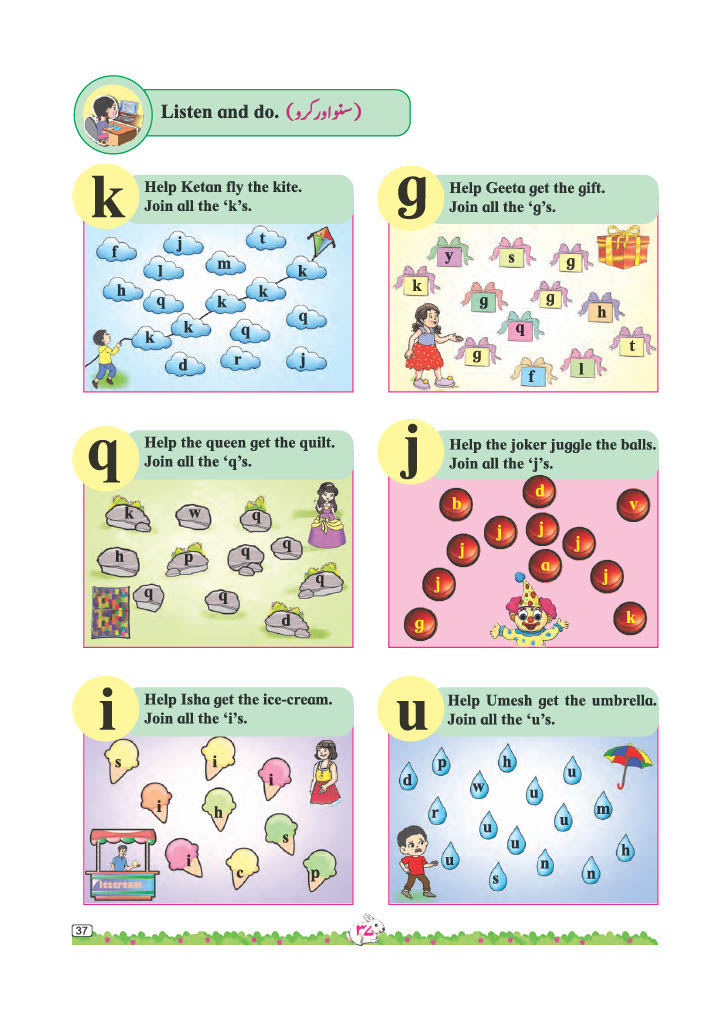 Listen and do. (سنو اور کرو)
k
Help Ketan fly the kite.
Join all the ‘k’s.
f
j
t
l
m
k
h
q
k
k
k
k
q
q
d
r
j
g
Help Geeta get the gift.
Join all the ‘g’s.
y
s
g
k
g
g
h
q
g
t
f
l
q
Help the queen get the quilt.
Join all the ‘q’s.
k
w
q
h
p
q
q
q
q
q
d
j
Help the joker juggle the balls.
Join all the ‘j’s.
b
d
v
j
j
j
j
a
j
j
g
k
i
Help Isha get the ice-cream.
Join all the ‘i’s.
s
i
i
i
h
s
i
c
p
icecream
u
Help Umesh get the umbrella.
Join all the ‘u’s.
d
p
h
u
w
u
m
r
u
u
u
u
h
s
n
n
37
۳۷